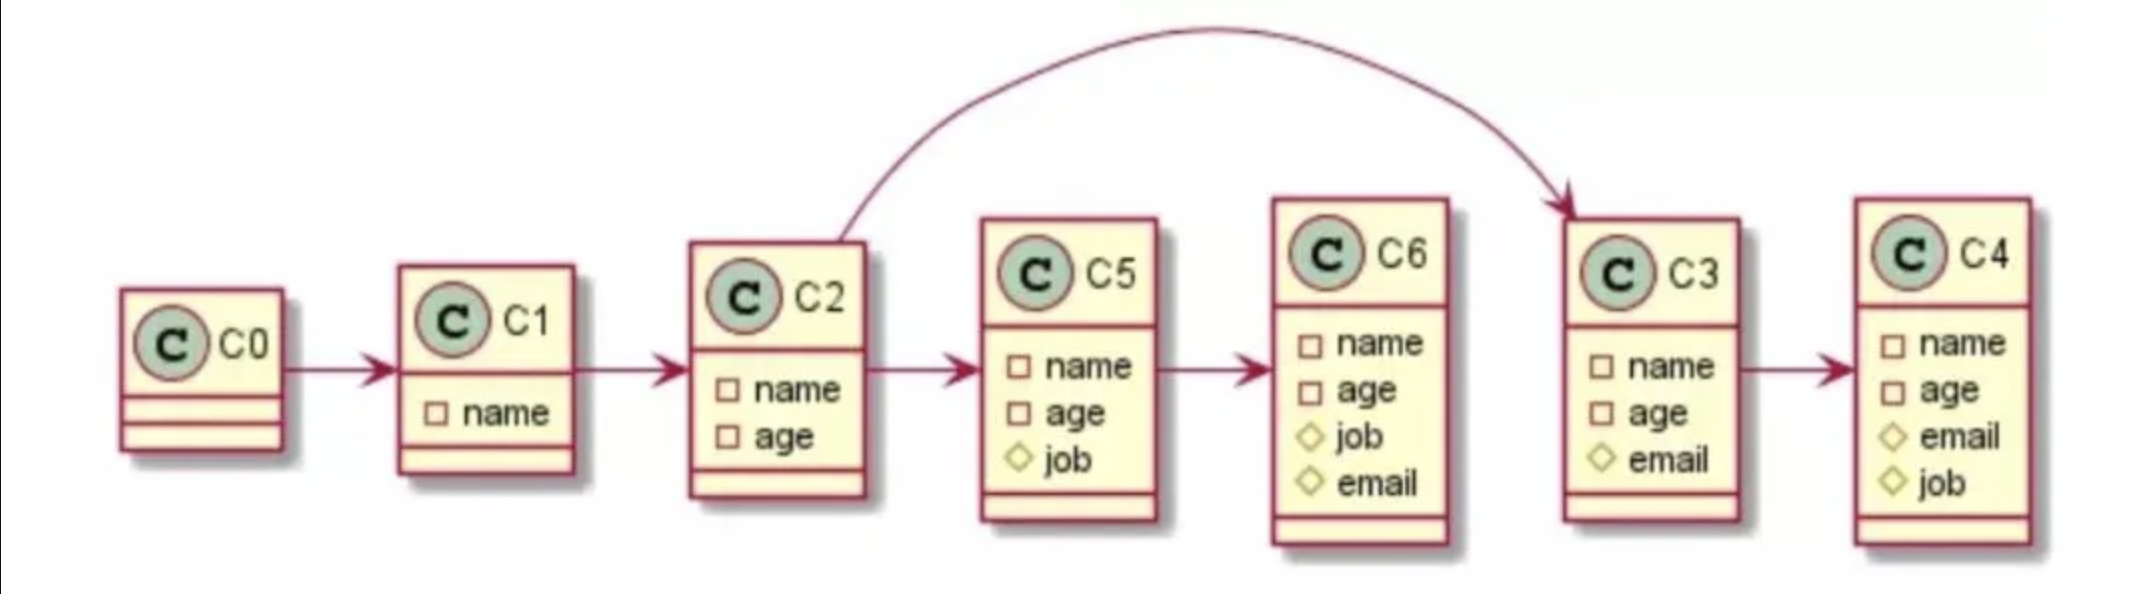 C C0
C C1
name
C C2
name
age
C C5
name
age
job
C C6
name
age
job
email
C C3
name
age
email
C C4
name
age
email
job